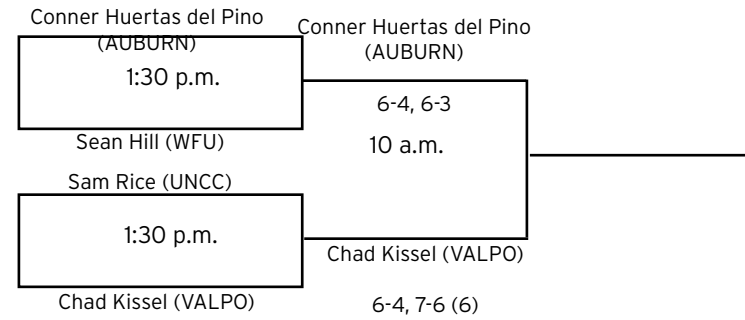 Conner Huertas del Pino
(AUBURN)
1:30 p.m.
Sean Hill (WFU)
Sam Rice (UNCC)
1:30 p.m.
Chad Kissel (VALPO)
Conner Huertas del Pino
(AUBURN)
6-4, 6-3
10 a.m.
Chad Kissel (VALPO)
6-4, 7-6 (6)